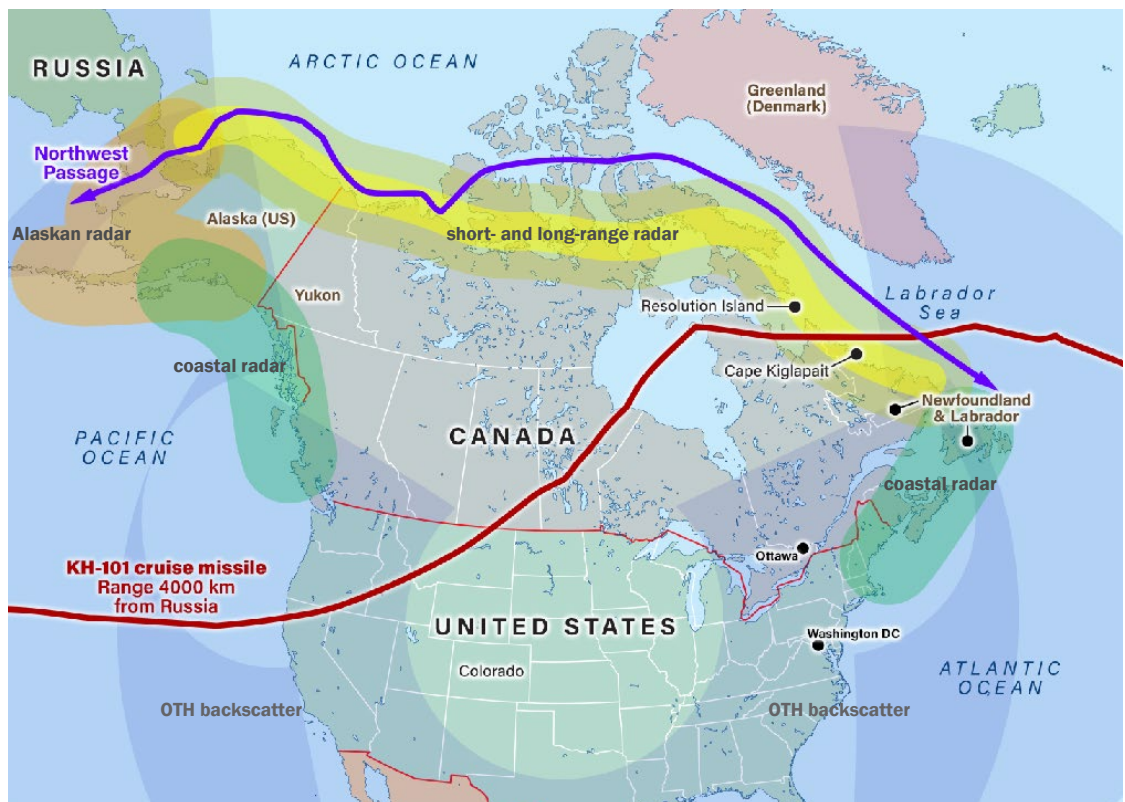 RUSSIA
ARCTIC OCEAN
Greenland
(Denmark)
Northwest
Passage
Alaskan radar
Alaska (US)
short- and long-range radar
Yukon
Resolution Island
Labrador
Sea
coastal radar
Cape Kiglapait
Newfoundland
& Labrador
PACIFIC
OCEAN
CANADA
coastal radar
Ottawa
KH-101 cruise missile
Range 4000 km
from Russia
UNITED STATES
Washington DC
Colorado
ATLANTIC
OCEAN
OTH backscatter
OTH backscatter